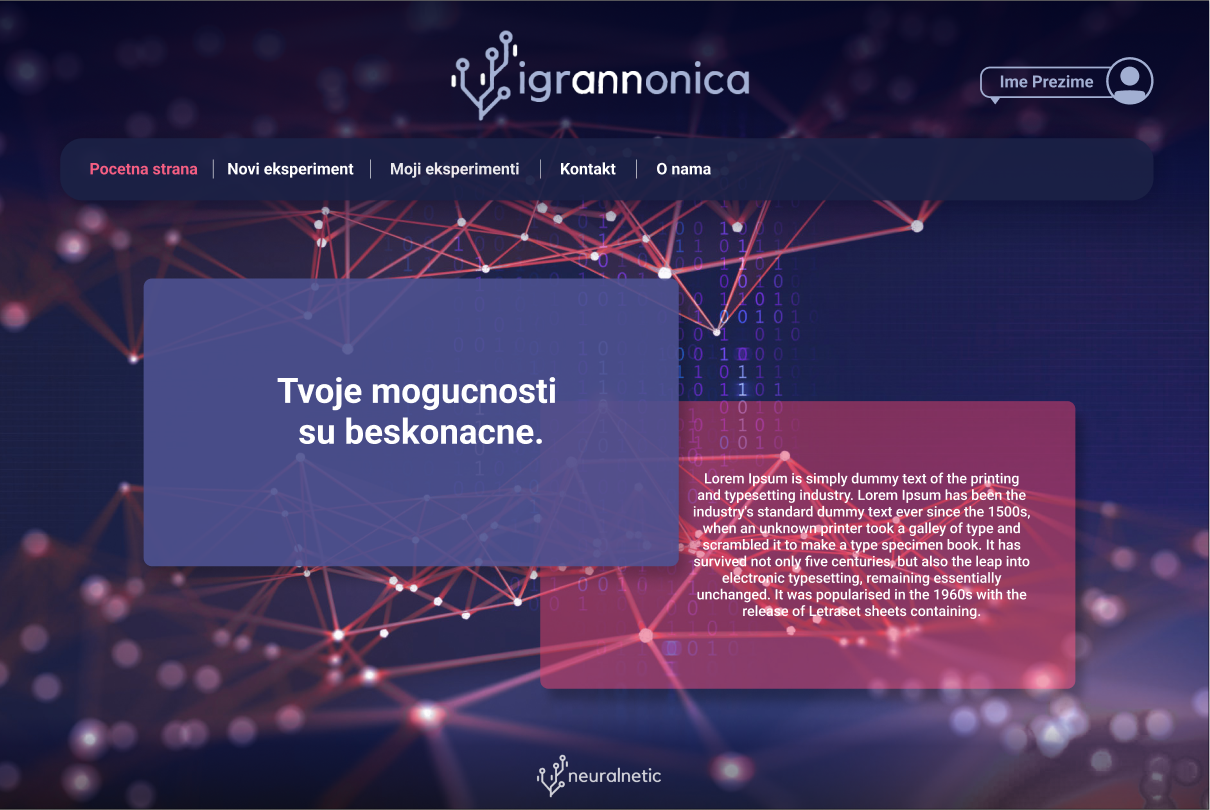 igrannonica
Ime Prezime
Pocetna strana
Novi eksperiment
Moji eksperimenti
Kontakt
O nama
Tvoje mogucnosti
su beskonacne.
Lorem Ipsum is simply dummy text of the printing
and typesetting industry. Lorem Ipsum has been the
industry's standard dummy text ever since the 1500s,
when an unknown printer took a galley of type and
scrambled it to make a type specimen book. It has
survived not only five centuries, but also the leap into
electronic typesetting, remaining essentially
unchanged. It was popularised in the 1960s with the
release of Letraset sheets containing.
neuralnetic